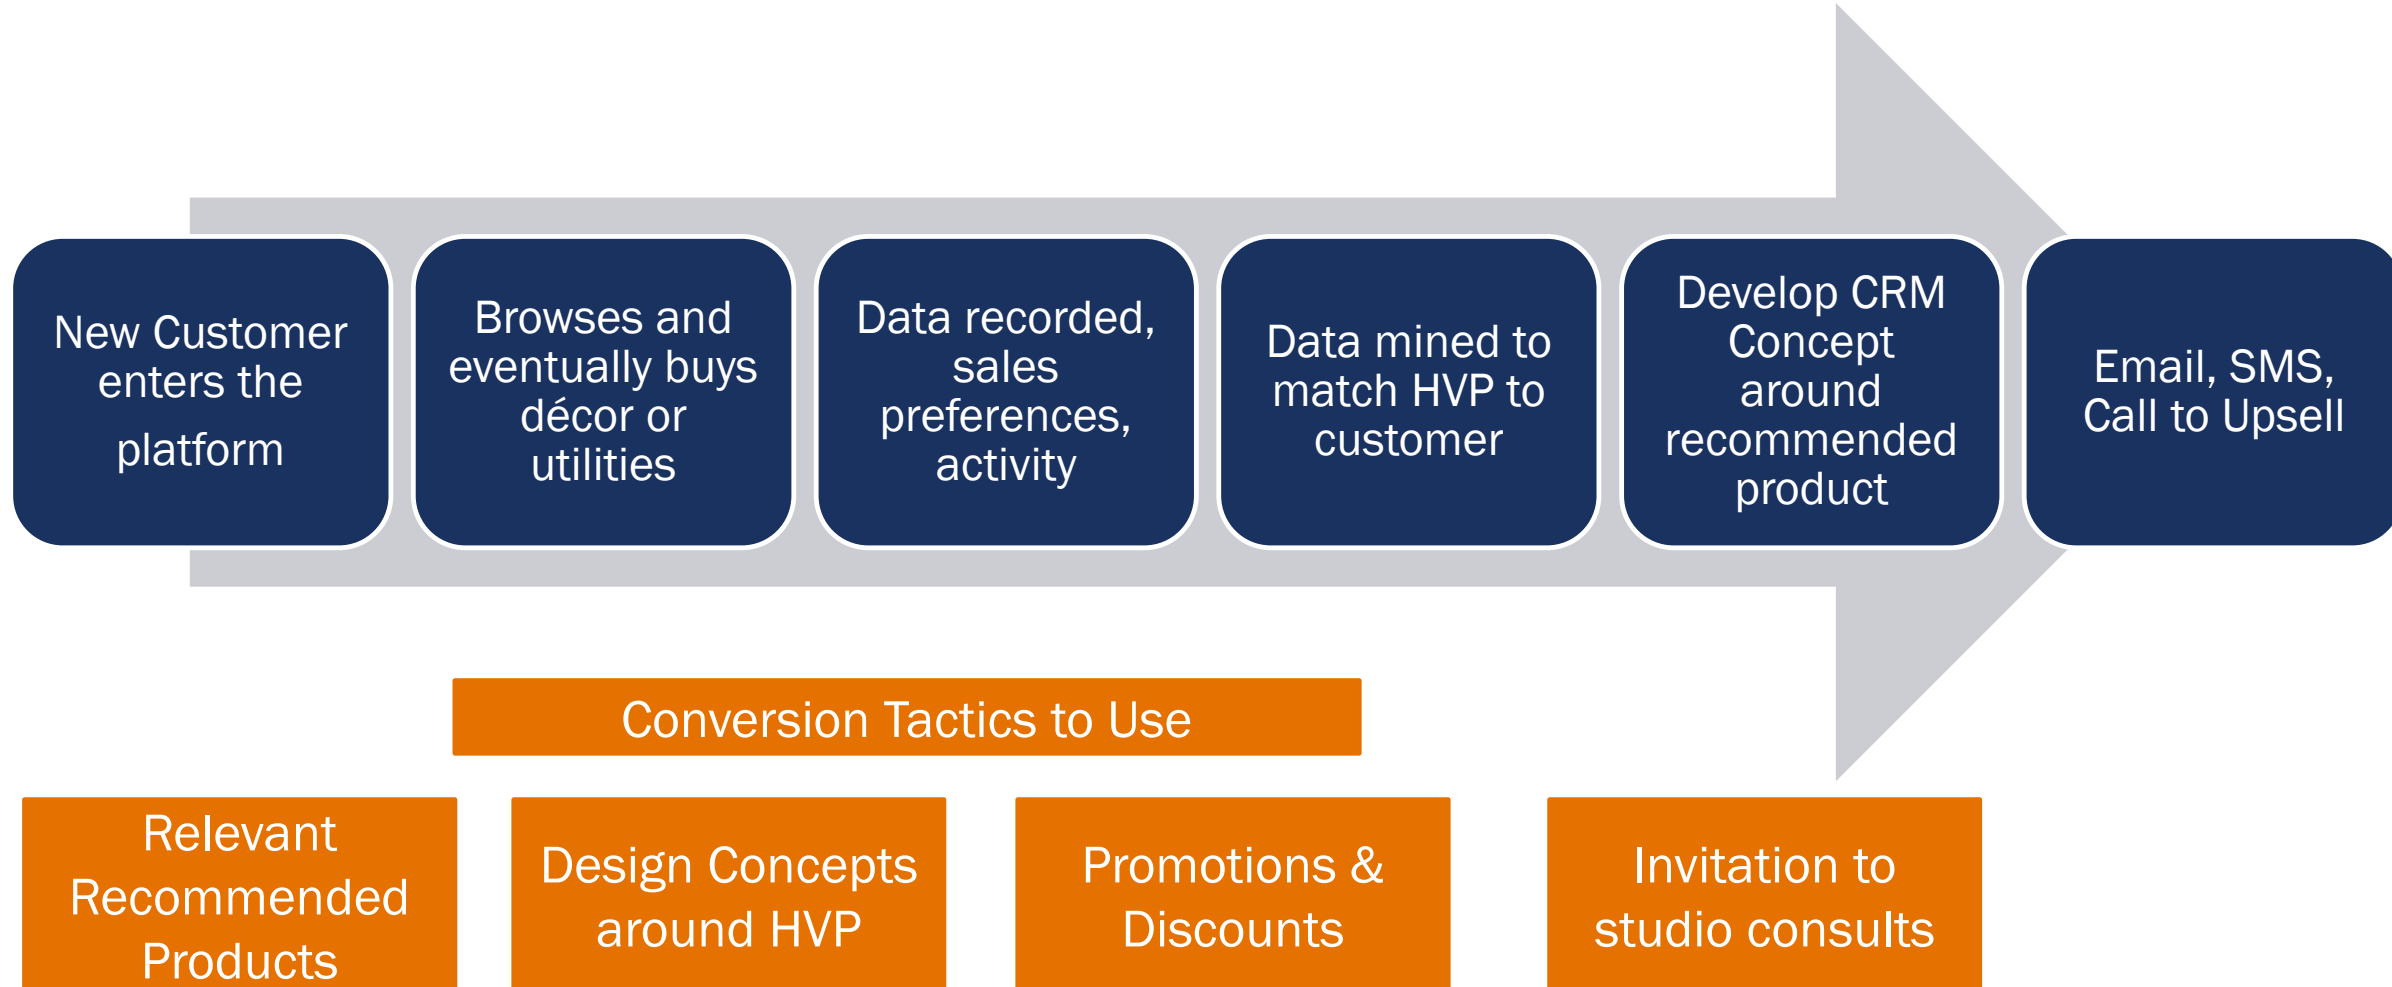 New Customer
enters the
platform
Browses and
eventually buys
décor or
utilities
Data recorded,
sales
preferences,
activity
Data mined to
match HVP to
customer
Develop CRM
Concept
around
recommended
product
Email, SMS,
Call to Upsell
Conversion Tactics to Use
Relevant
Recommended
Products
Design Concepts
around HVP
Promotions &
Discounts
Invitation to
studio consults